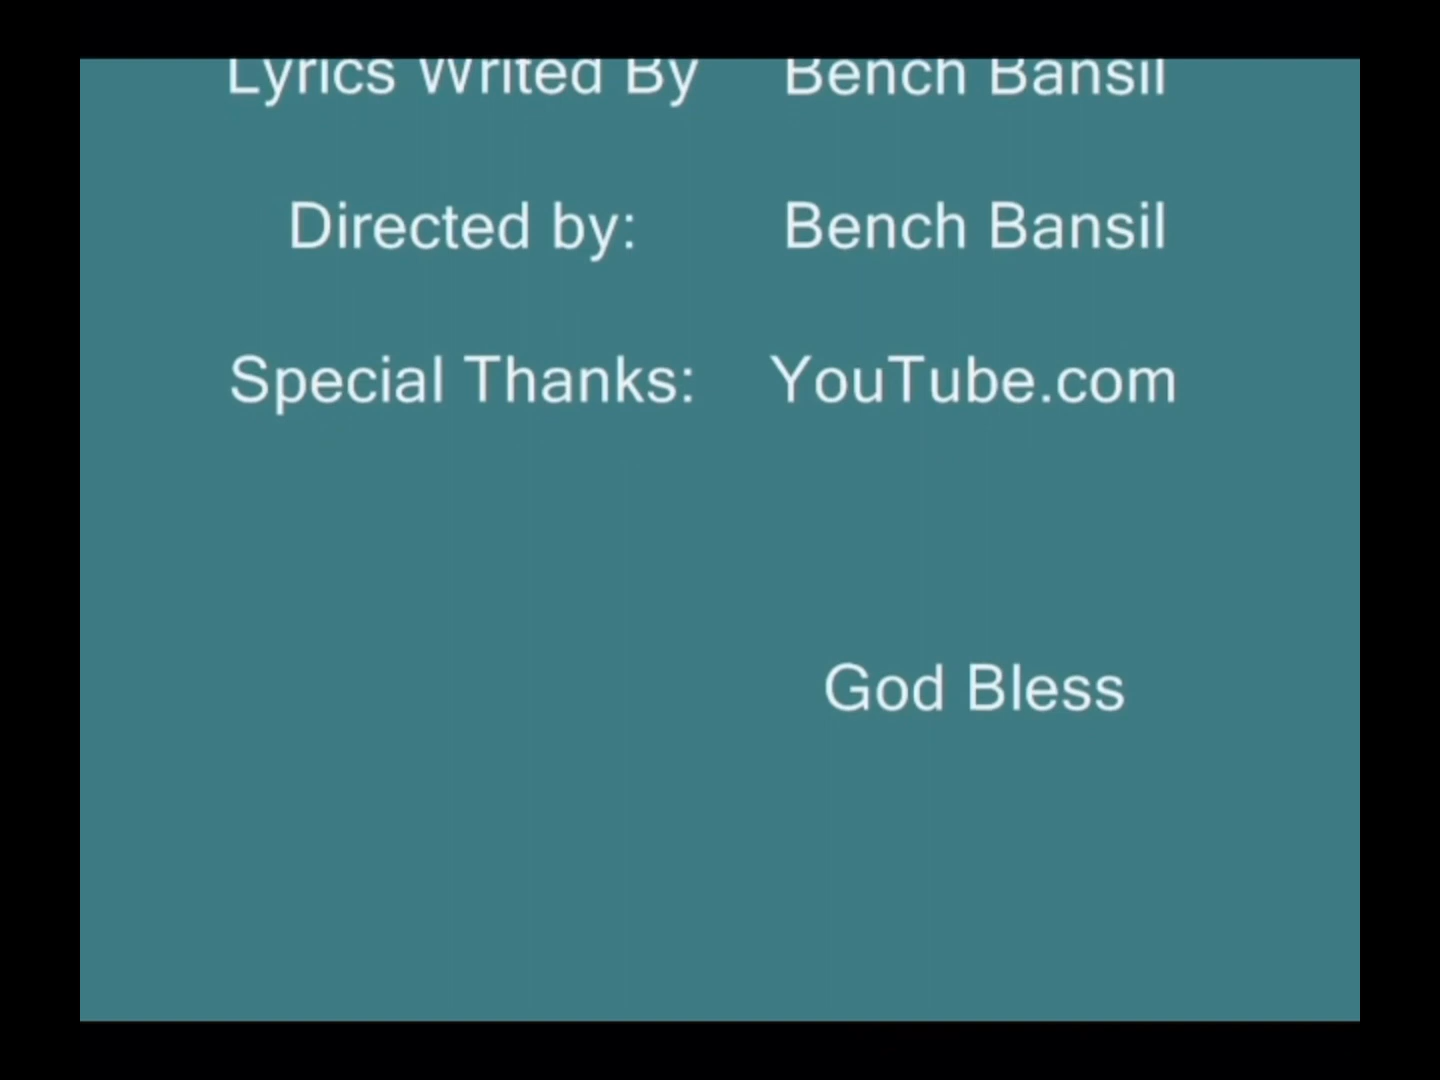 Lyrics Writed By Bench Bansil
Directed by: Bench Bansil
Special Thanks: YouTube.com
God Bless